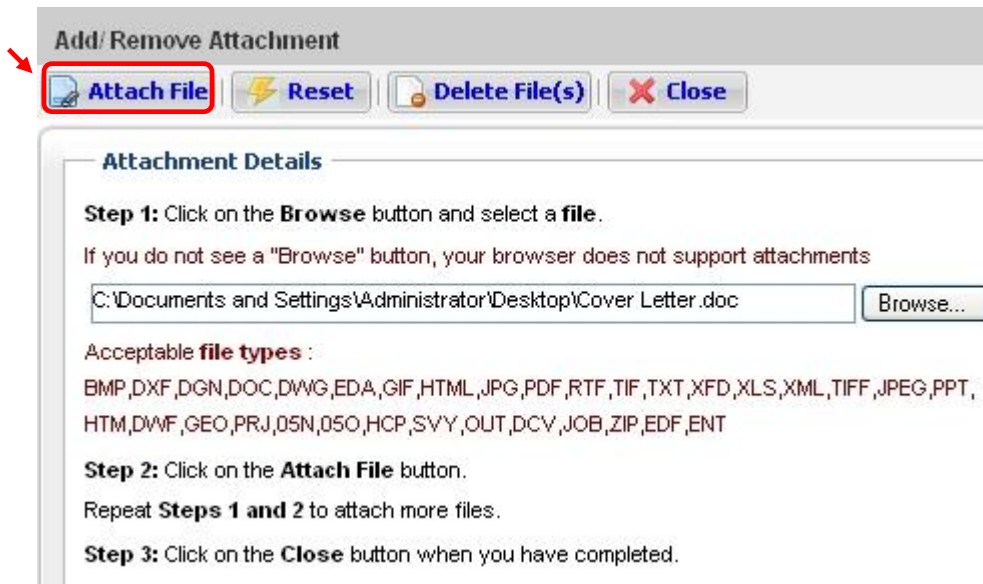 Add/ Remove Attachment
Attach File Reset Delete File(s) Close
Attachment Details
Step 1: Click on the Browse button and select a file.
If you do not see a "Browse" button, your browser does not support attachments
C:\Documents and Settings\Administrator\Desktop\Cover Letter.doc Browse...
Acceptable file types :
BMP,DXF,DGN,DOC,DWG,EDA,GIF,HTML,JPG,PDF,RTF,TIF,TXT,XFD,XLS,XML,TIFF,JPEG,PPT,
HTM,DWF,GEO,PRJ,05N,05O,HCP,SVY,OUT,DCV,JOB,ZIP,EDF,ENT
Step 2: Click on the Attach File button.
Repeat Steps 1 and 2 to attach more files.
Step 3: Click on the Close button when you have completed.